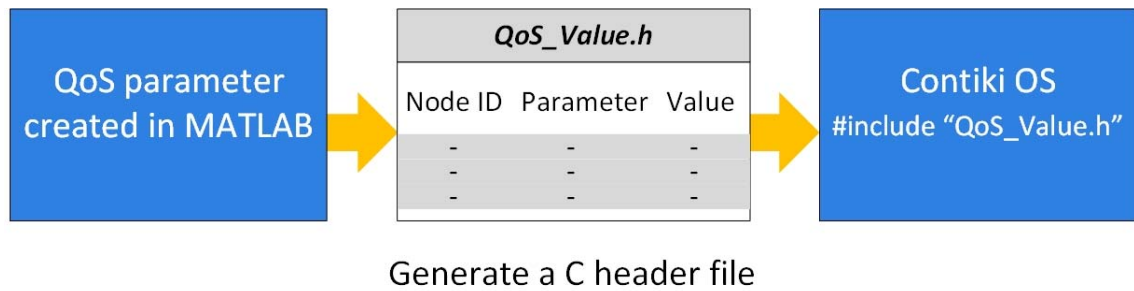 QoS parameter
created in MATLAB
QoS_Value.h
Node ID Parameter Value
- - -
- - -
- - -
Contiki OS
#include “QoS_Value.h”
Generate a C header file